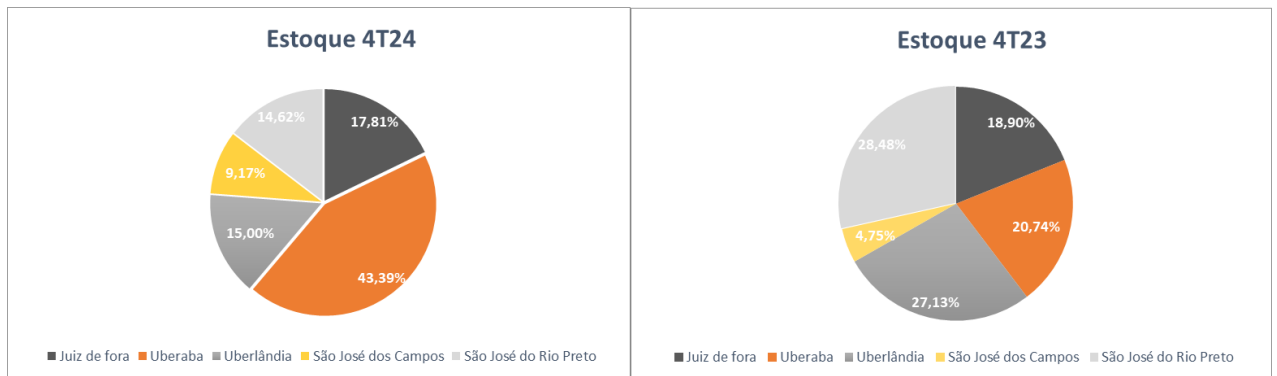 Estoque 4T24
14,62%
17,81%
9,17%
15,00%
43,39%
Juiz de fora Uberaba Uberlândia São José dos Campos São José do Rio Preto
Estoque 4T23
18,90%
28,48%
20,74%
4,75%
27,13%
Juiz de fora Uberaba Uberlândia São José dos Campos São José do Rio Preto